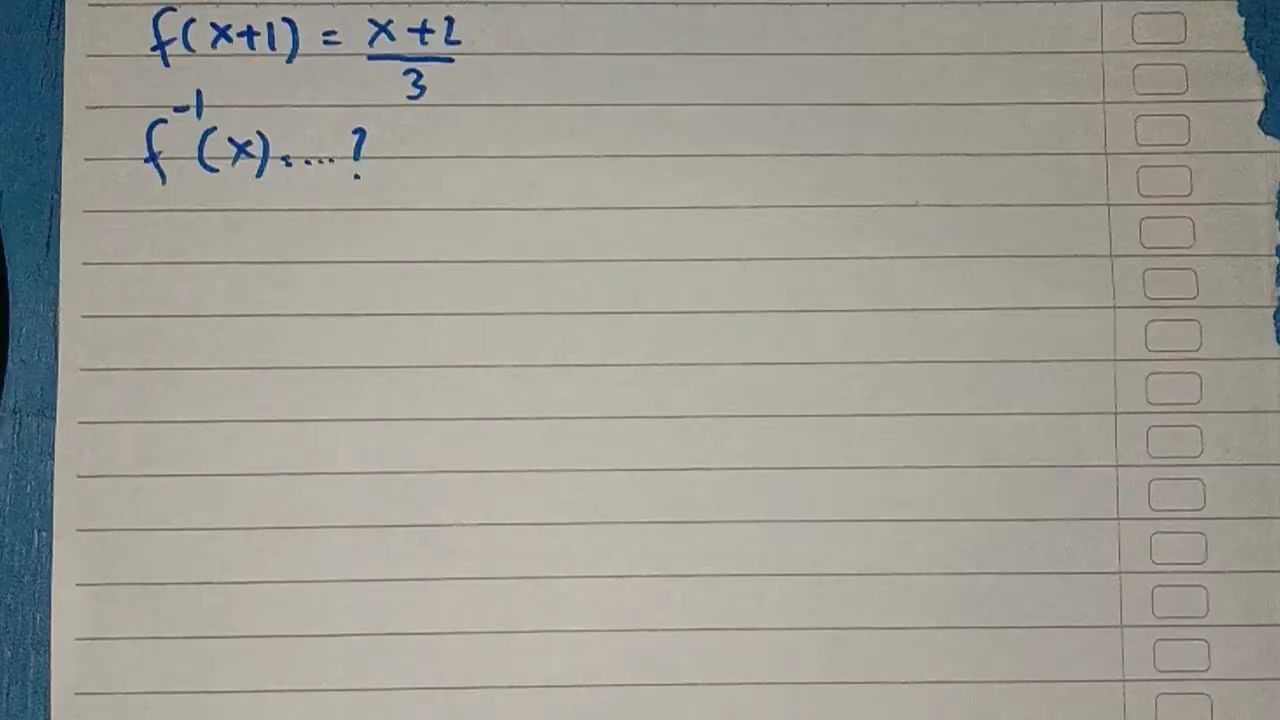 f(x+1) = x+2/3
f⁻¹(x)....?